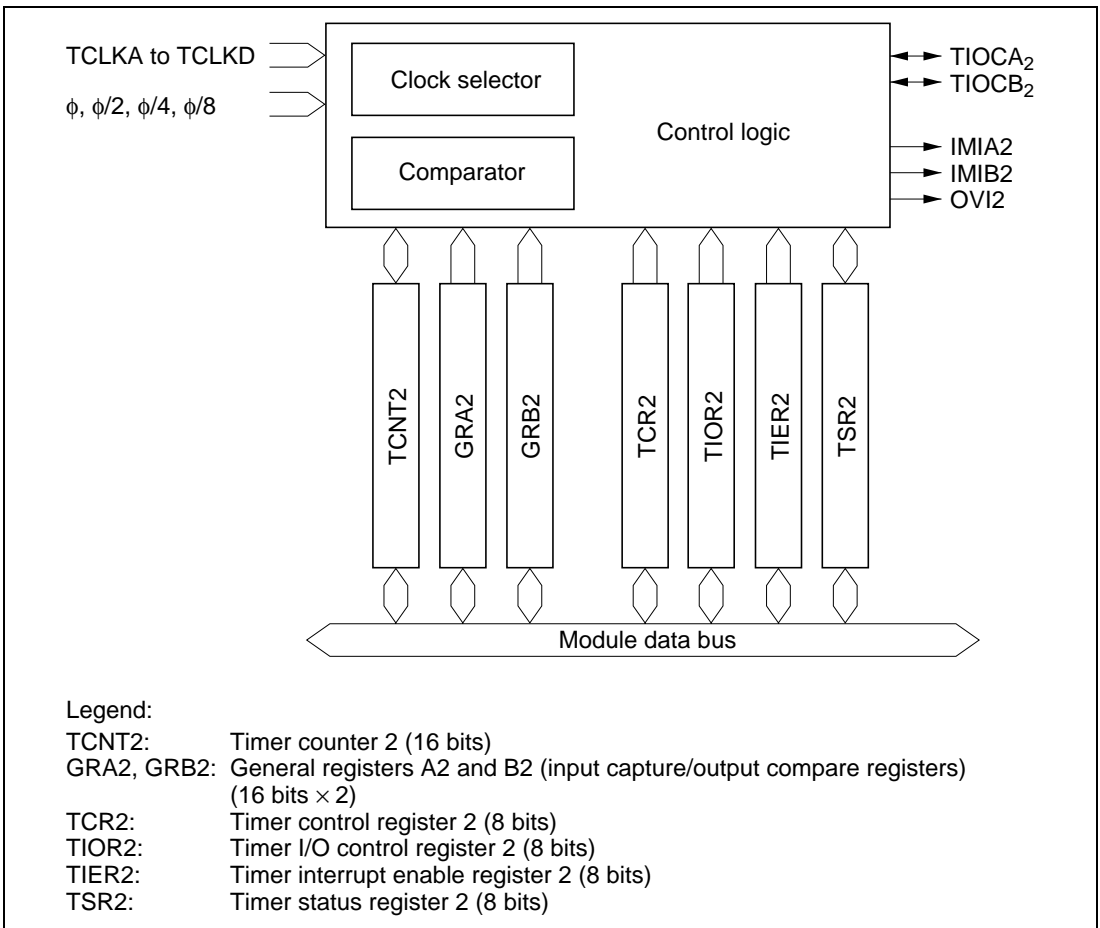 TCLKA to TCLKD
ϕ, ϕ/2, ϕ/4, ϕ/8
Clock selector
Comparator
Control logic
TIOCA2
TIOCB2
IMIA2
IMIB2
OVI2
TCNT2
GRA2
GRB2
TCR2
TIOR2
TIER2
TSR2
Module data bus
Legend:
TCNT2: Timer counter 2 (16 bits)
GRA2, GRB2: General registers A2 and B2 (input capture/output compare registers)
(16 bits × 2)
TCR2: Timer control register 2 (8 bits)
TIOR2: Timer I/O control register 2 (8 bits)
TIER2: Timer interrupt enable register 2 (8 bits)
TSR2: Timer status register 2 (8 bits)